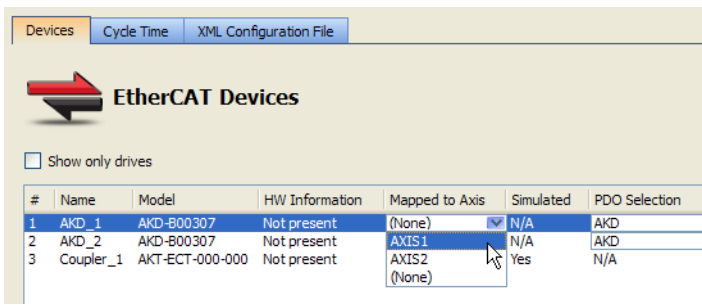 Devices Cycle Time XML Configuration File
EtherCAT Devices
Show only drives
# Name Model HW Information Mapped to Axis Simulated PDO Selection
1 AKD_1 AKD-B00307 Not present (None) N/A AKD
2 AKD_2 AKD-B00307 Not present AXIS1 N/A AKD
3 Coupler_1 AKT-ECT-000-000 Not present AXIS2 Yes N/A
(None)